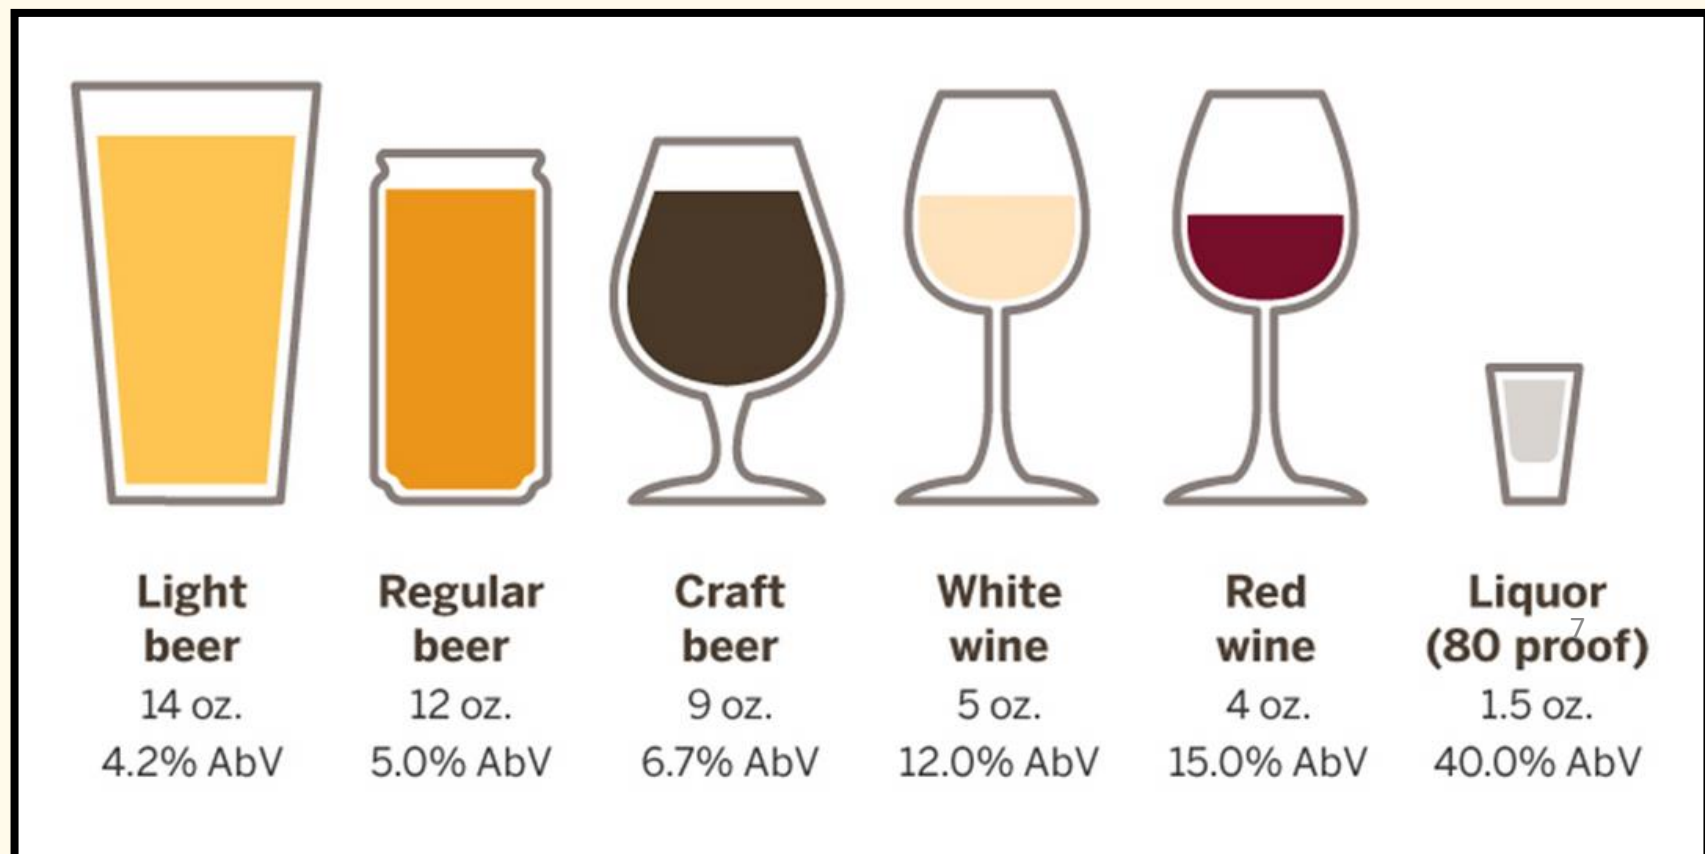 Light
beer
14 oz.
4.2% AbV
Regular
beer
12 oz.
5.0% AbV
Craft
beer
9 oz.
6.7% AbV
White
wine
5 oz.
12.0% AbV
Red
wine
4 oz.
15.0% AbV
Liquor
(80 proof)
1.5 oz.
40.0% AbV
7